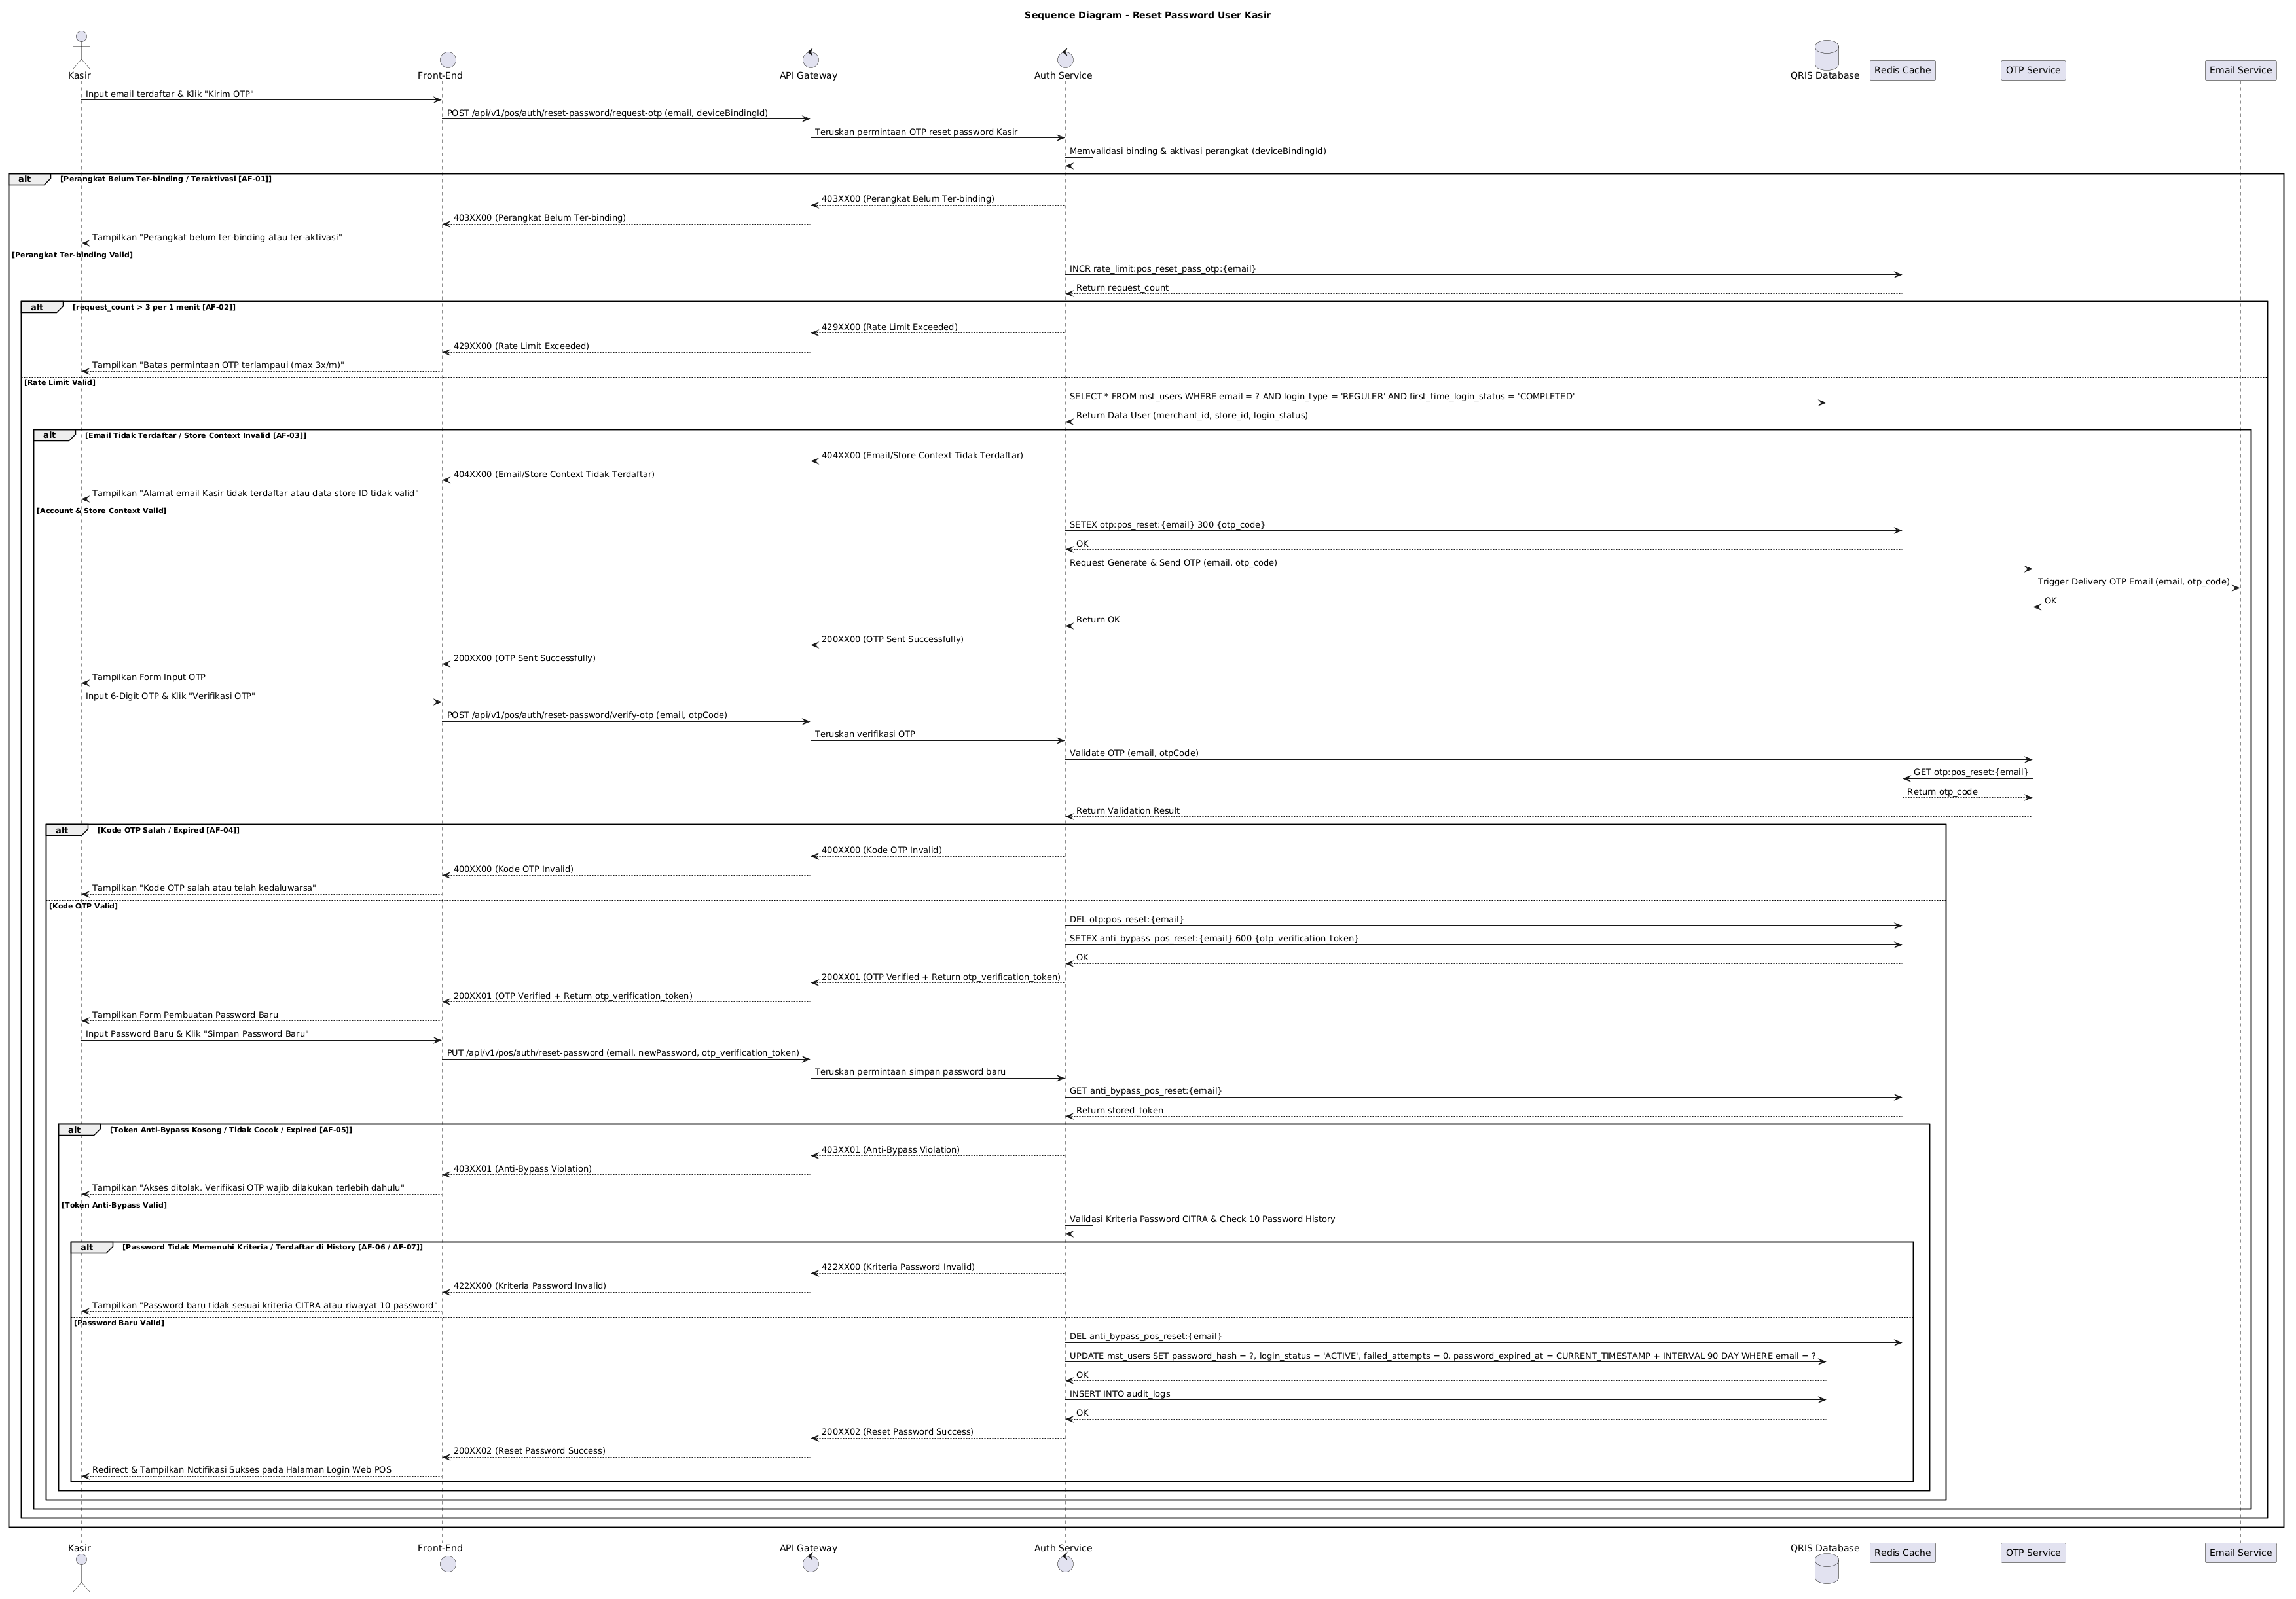 Sequence Diagram - Reset Password User Kasir
Kasir
Front-End
API Gateway
Auth Service
QRIS Database
Redis Cache
OTP Service
Email Service
Input email terdaftar & Klik "Kirim OTP"
POST /api/v1/pos/auth/reset-password/request-otp (email, deviceBindingId)
Teruskan permintaan OTP reset password Kasir
Memvalidasi binding & aktivasi perangkat (deviceBindingId)
alt [Perangkat Belum Ter-binding / Teraktivasi [AF-01]]
403XX00 (Perangkat Belum Ter-binding)
403XX00 (Perangkat Belum Ter-binding)
Tampilkan "Perangkat belum ter-binding atau ter-aktivasi"
[Perangkat Ter-binding Valid]
INCR rate_limit:pos_reset_pass_otp:{email}
Return request_count
alt [request_count > 3 per 1 menit [AF-02]]
429XX00 (Rate Limit Exceeded)
429XX00 (Rate Limit Exceeded)
Tampilkan "Batas permintaan OTP terlampaui (max 3x/m)"
[Rate Limit Valid]
SELECT * FROM mst_users WHERE email = ? AND login_type = 'REGULER' AND first_time_login_status = 'COMPLETED'
Return Data User (merchant_id, store_id, login_status)
alt [Email Tidak Terdaftar / Store Context Invalid [AF-03]]
404XX00 (Email/Store Context Tidak Terdaftar)
404XX00 (Email/Store Context Tidak Terdaftar)
Tampilkan "Alamat email Kasir tidak terdaftar atau data store ID tidak valid"
[Account & Store Context Valid]
SETEX otp:pos_reset:{email} 300 {otp_code}
OK
Request Generate & Send OTP (email, otp_code)
Trigger Delivery OTP Email (email, otp_code)
OK
Return OK
200XX00 (OTP Sent Successfully)
200XX00 (OTP Sent Successfully)
Tampilkan Form Input OTP
Input 6-Digit OTP & Klik "Verifikasi OTP"
POST /api/v1/pos/auth/reset-password/verify-otp (email, otpCode)
Teruskan verifikasi OTP
Validate OTP (email, otpCode)
GET otp:pos_reset:{email}
Return otp_code
Return Validation Result
alt [Kode OTP Salah / Expired [AF-04]]
400XX00 (Kode OTP Invalid)
400XX00 (Kode OTP Invalid)
Tampilkan "Kode OTP salah atau telah kedaluwarsa"
[Kode OTP Valid]
DEL otp:pos_reset:{email}
SETEX anti_bypass_pos_reset:{email} 600 {otp_verification_token}
OK
200XX01 (OTP Verified + Return otp_verification_token)
200XX01 (OTP Verified + Return otp_verification_token)
Tampilkan Form Pembuatan Password Baru
Input Password Baru & Klik "Simpan Password Baru"
PUT /api/v1/pos/auth/reset-password (email, newPassword, otp_verification_token)
Teruskan permintaan simpan password baru
GET anti_bypass_pos_reset:{email}
Return stored_token
alt [Token Anti-Bypass Kosong / Tidak Cocok / Expired [AF-05]]
403XX01 (Anti-Bypass Violation)
403XX01 (Anti-Bypass Violation)
Tampilkan "Akses ditolak. Verifikasi OTP wajib dilakukan terlebih dahulu"
[Token Anti-Bypass Valid]
Validasi Kriteria Password CITRA & Check 10 Password History
alt [Password Tidak Memenuhi Kriteria / Terdaftar di History [AF-06 / AF-07]]
422XX00 (Kriteria Password Invalid)
422XX00 (Kriteria Password Invalid)
Tampilkan "Password baru tidak sesuai kriteria CITRA atau riwayat 10 password"
[Password Baru Valid]
DEL anti_bypass_pos_reset:{email}
UPDATE mst_users SET password_hash = ?, login_status = 'ACTIVE', failed_attempts = 0, password_expired_at = CURRENT_TIMESTAMP + INTERVAL 90 DAY WHERE email = ?
OK
INSERT INTO audit_logs
OK
200XX02 (Reset Password Success)
200XX02 (Reset Password Success)
Redirect & Tampilkan Notifikasi Sukses pada Halaman Login Web POS
Kasir
Front-End
API Gateway
Auth Service
QRIS Database
Redis Cache
OTP Service
Email Service